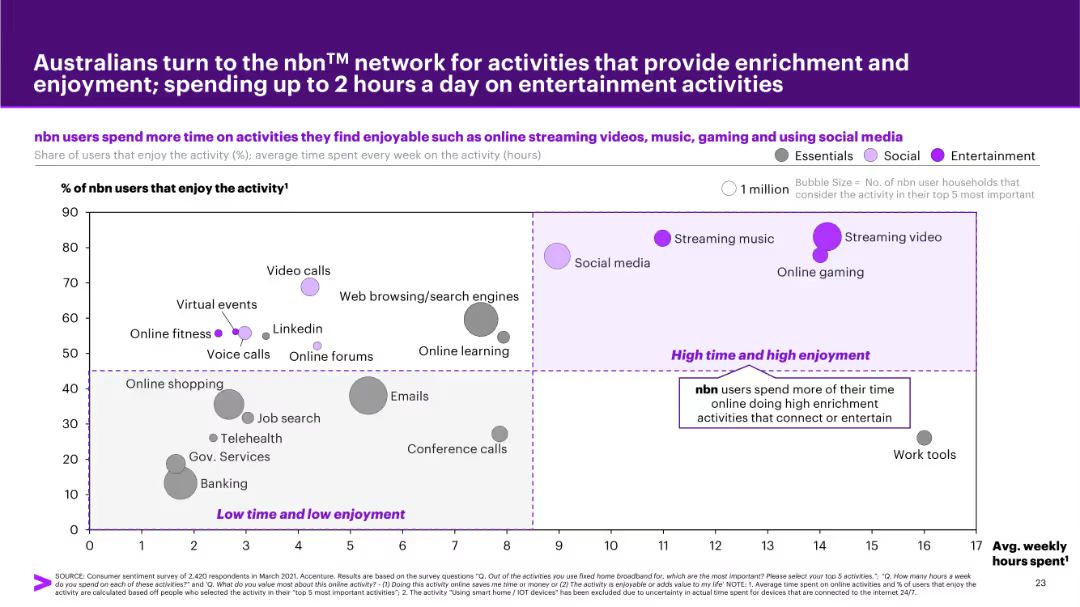 Australians turn to the nbn™ network for activities that provide enrichment and
enjoyment; spending up to 2 hours a day on entertainment activities
nbn users spend more time on activities they find enjoyable such as online streaming videos, music, gaming and using social media
Share of users that enjoy the activity (%); average time spent every week on the activity (hours)
Essentials
Social
Entertainment
% of nbn users that enjoy the activity¹
1 million
Bubble Size = No. of nbn user households that
consider the activity in their top 5 most important
90
80
70
60
50
40
30
20
10
0
Streaming music
Streaming video
Social media
Online gaming
Video calls
Web browsing/search engines
Virtual events
Online fitness
Linkedin
Voice calls
Online forums
Online learning
High time and high enjoyment
Online shopping
Emails
nbn users spend more of their time
online doing high enrichment
activities that connect or entertain
Job search
Telehealth
Conference calls
Work tools
Gov. Services
Banking
Low time and low enjoyment
0 1 2 3 4 5 6 7 8 9 10 11 12 13 14 15 16 17
Avg. weekly
hours spent¹
SOURCE: Consumer sentiment survey of 2,420 respondents in March 2021, Accenture. Results are based on the survey questions "Q. Out of the activities you use fixed home broadband for, which are the most important? Please select your top 5 activities."; "Q. How many hours a week
do you spend on each of these activities?" and 'Q. What do you value most about this online activity? - (1) Doing this activity online saves me time or money or (2) The activity is enjoyable or adds value to my life' NOTE: 1. Average time spent on online activities and % of users that enjoy the
activity are calculated based off people who selected the activity in their "top 5 most important activities"; 2. The activity "Using smart home / IOT devices" has been excluded due to uncertainty in actual time spent for devices that are connected to the internet 24/7.
23